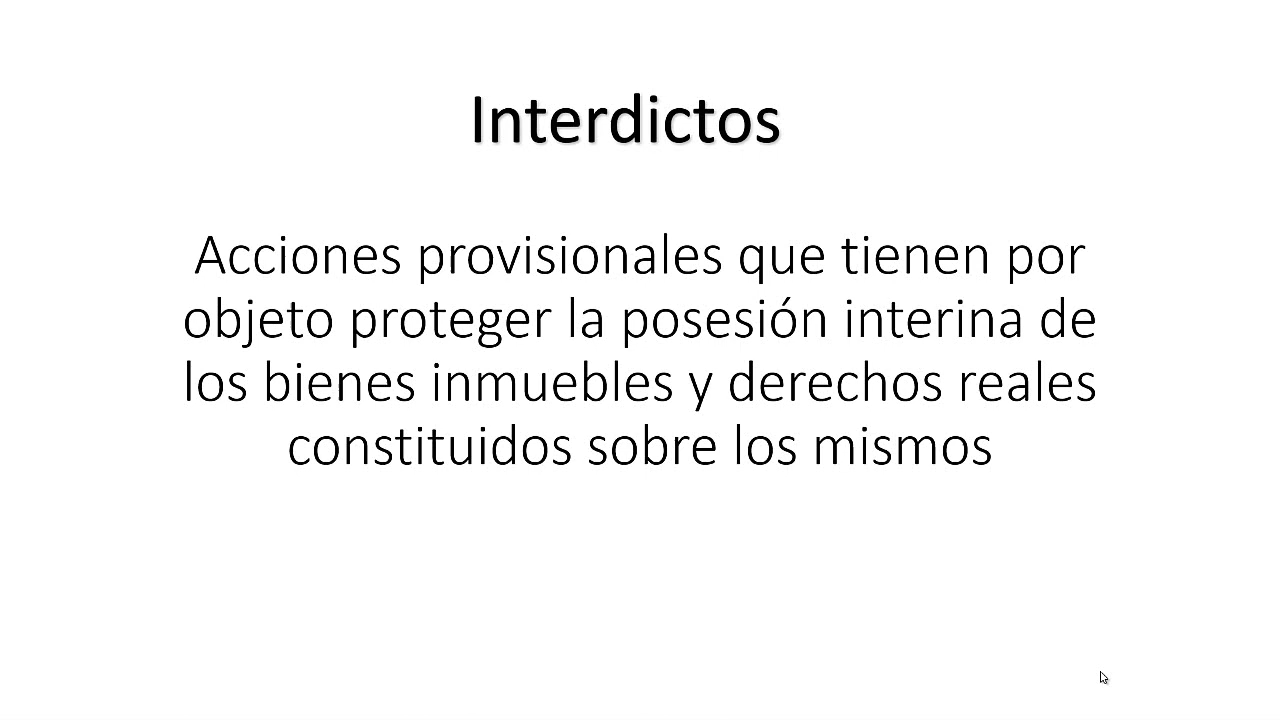 Interdictos
Acciones provisionales que tienen por
objeto proteger la posesión interina de
los bienes inmuebles y derechos reales
constituidos sobre los mismos